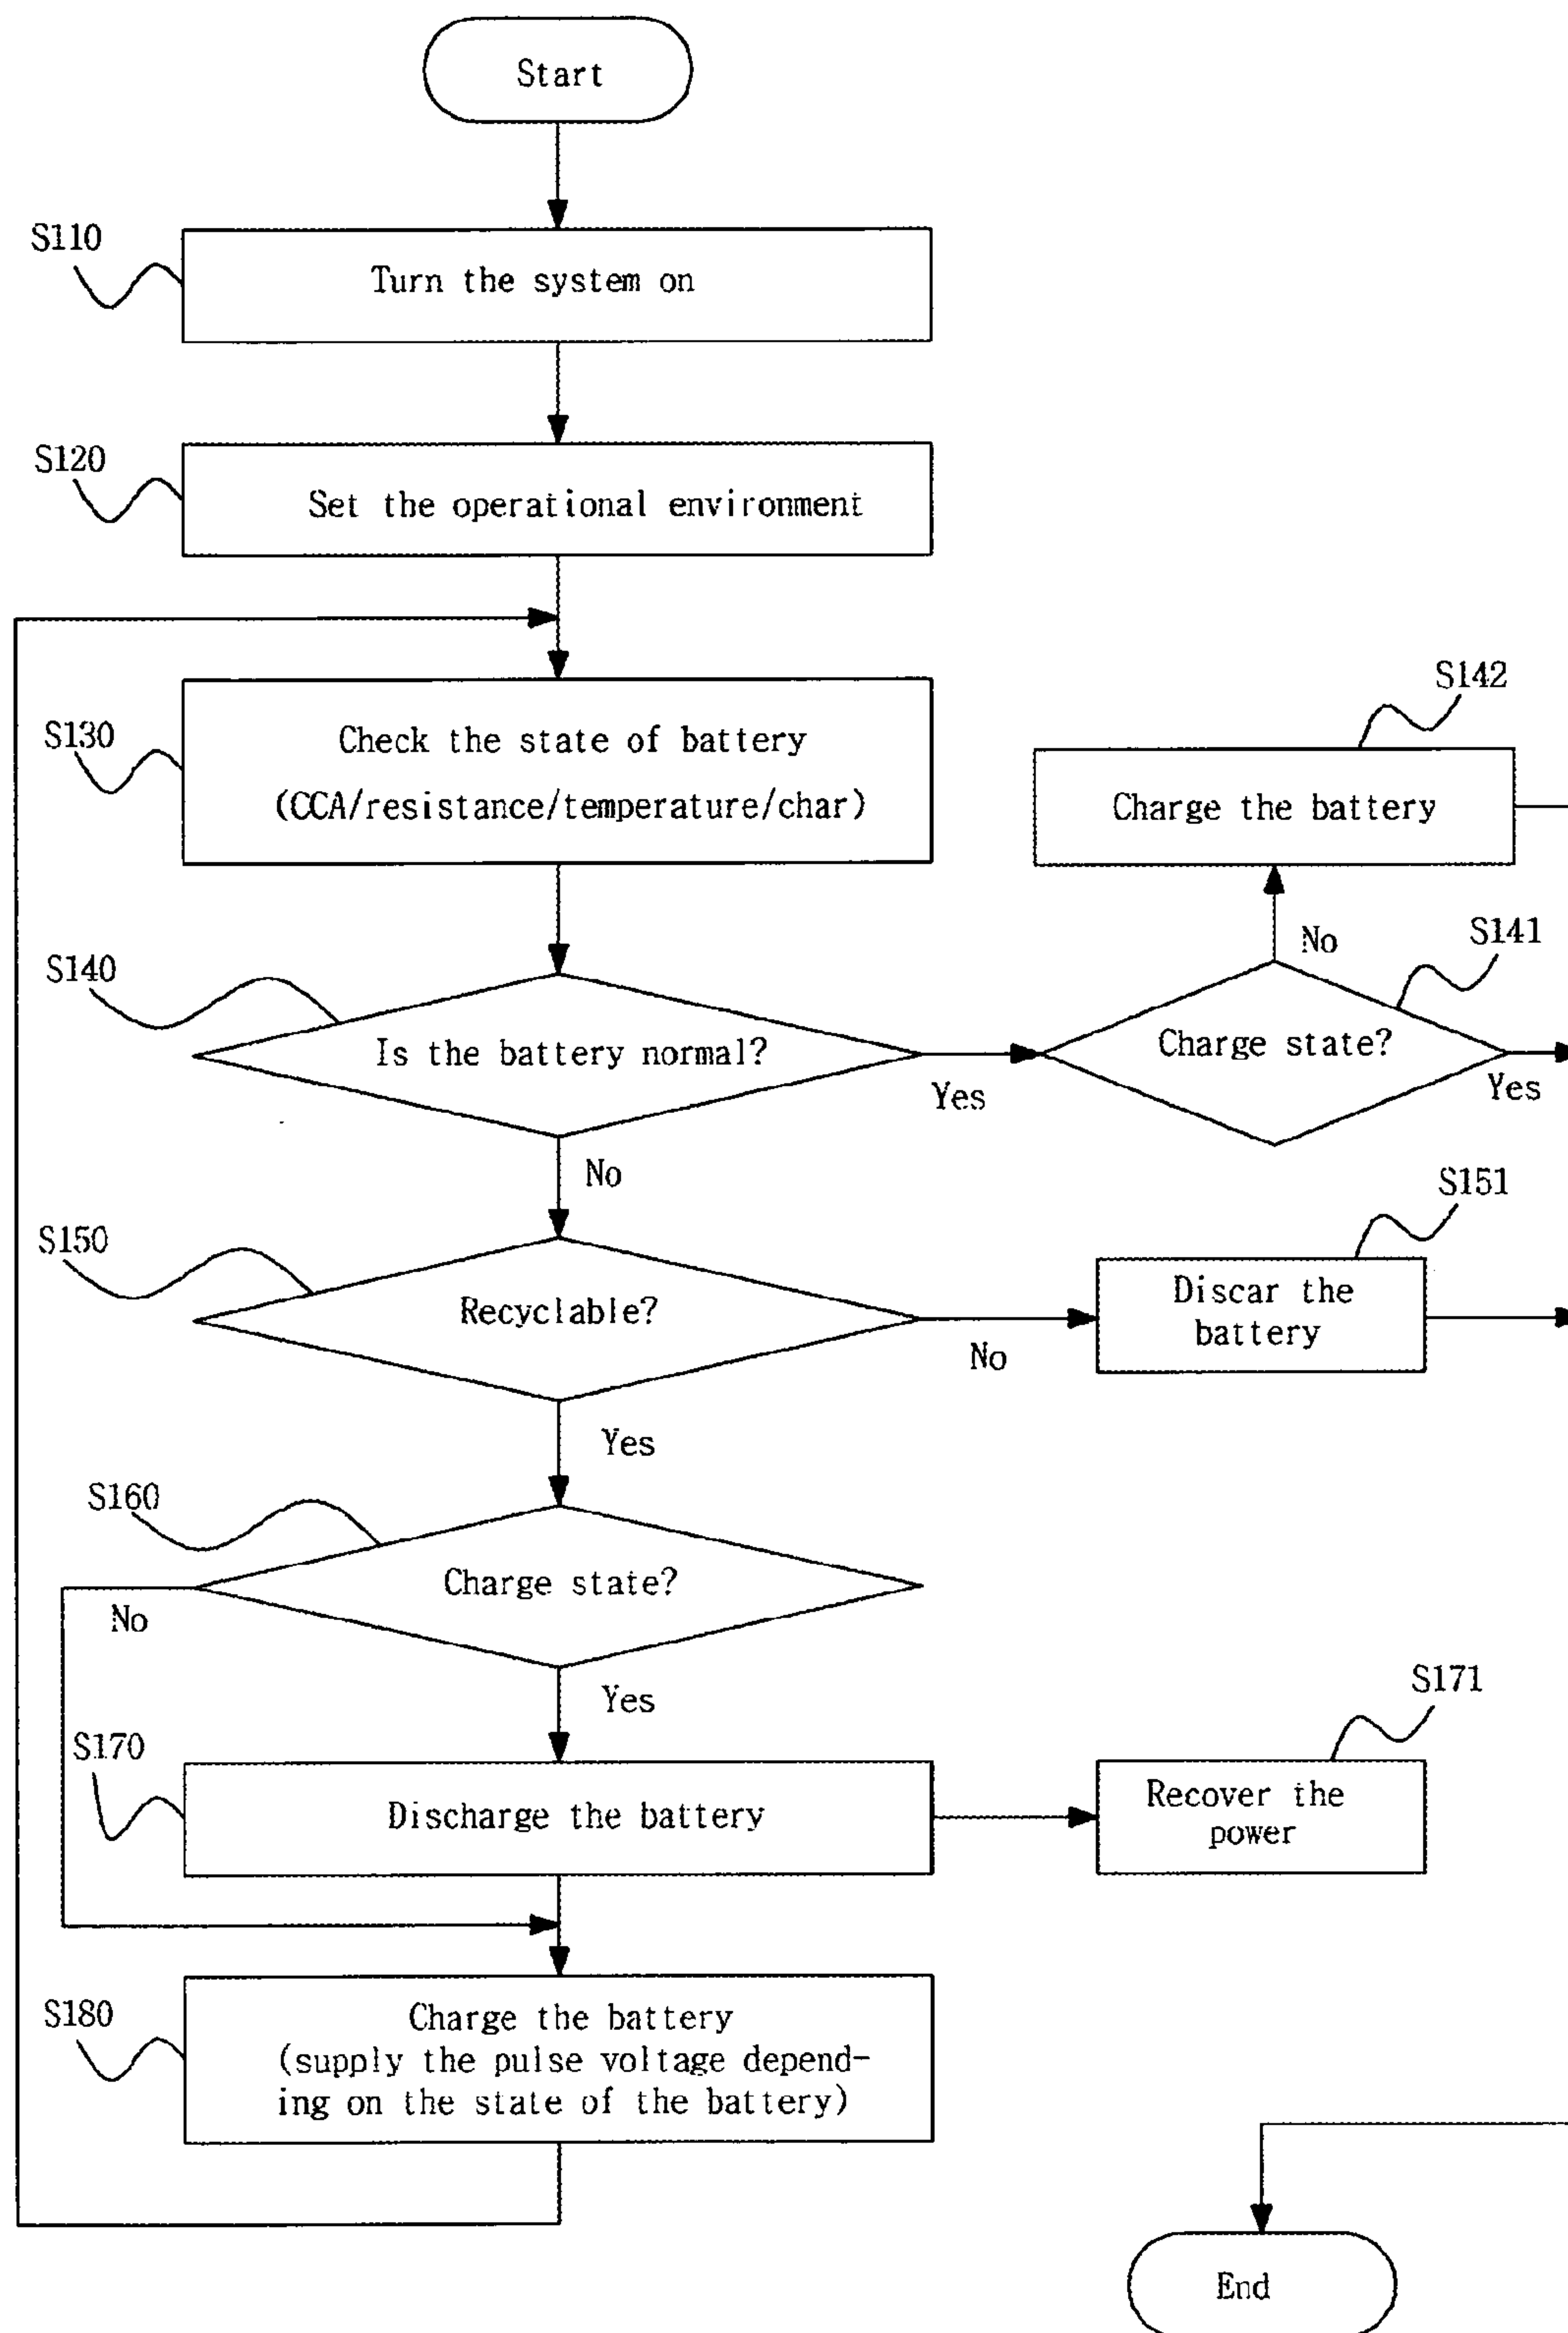 Start
S110
Turn the system on
S120
Set the operational environment
S130
Check the state of battery
(CCA/resistance/temperature/char)
S142
Charge the battery
No
S141
S140
Is the battery normal?
Yes
Charge state?
Yes
No
S150
Recyclable?
No
S151
Discar the
battery
Yes
S160
Charge state?
No
Yes
S170
Discharge the battery
S171
Recover the
power
S180
Charge the battery
(supply the pulse voltage depend-
ing on the state of the battery)
End